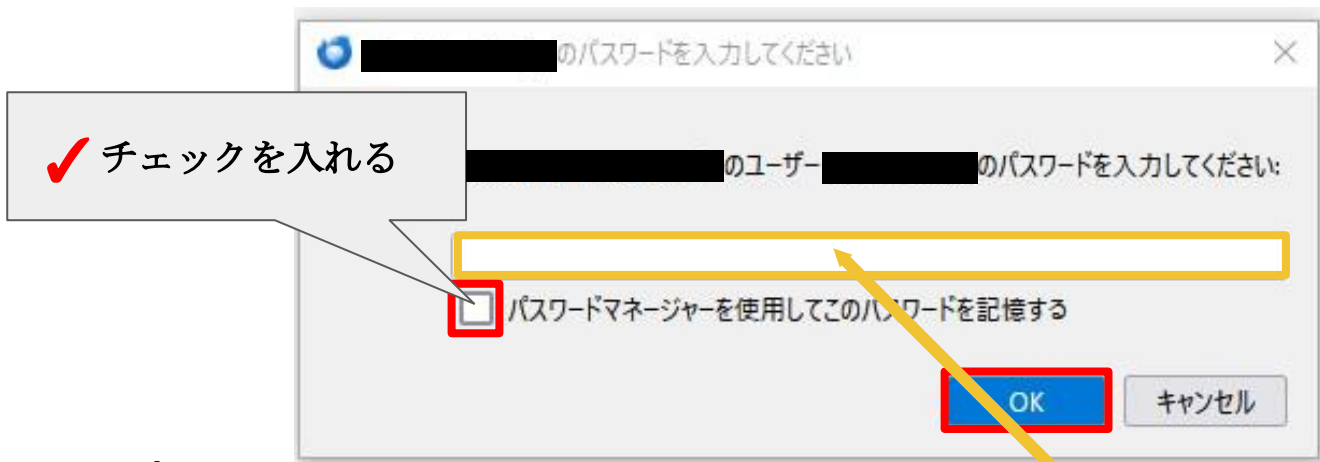 のパスワードを入力してください
✓チェックを入れる
のユーザー のパスワードを入力してください:
パスワードマネージャーを使用してこのパスワードを記憶する
OK キャンセル